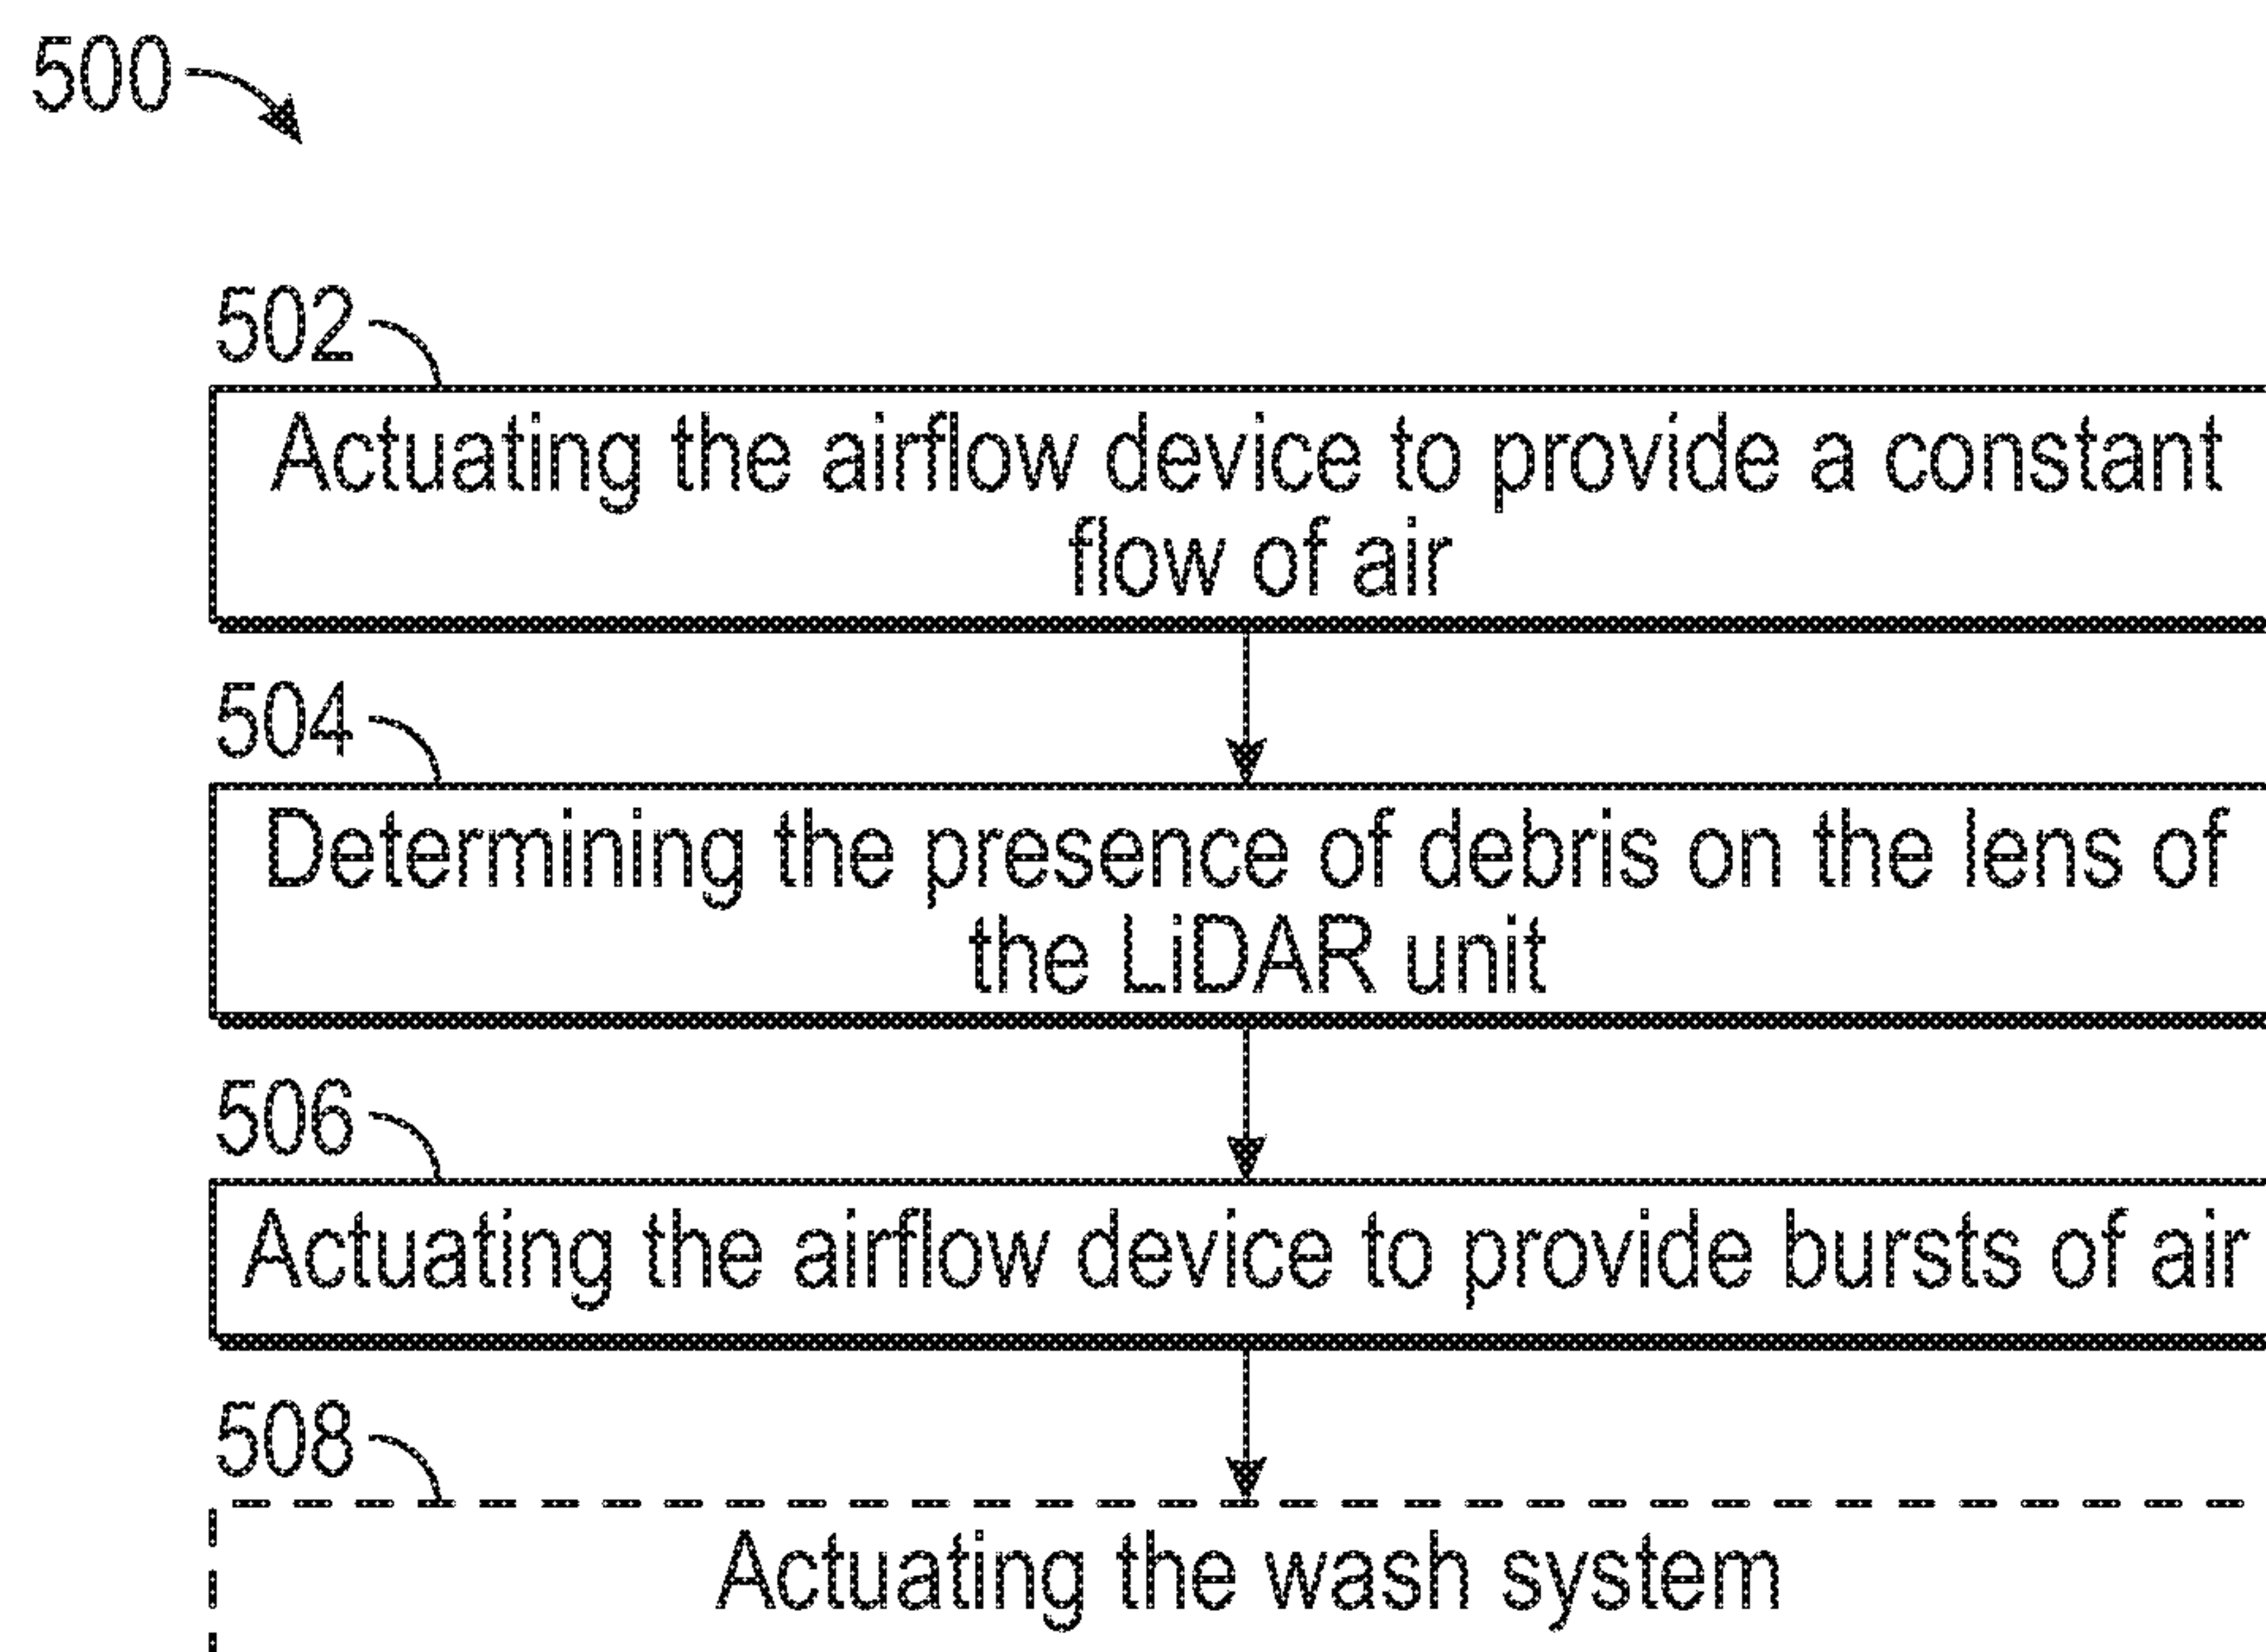 500
502
Actuating the airflow device to provide a constant
flow of air
504
Determining the presence of debris on the lens of
the LiDAR unit
506
Actuating the airflow device to provide bursts of air
508
Actuating the wash system